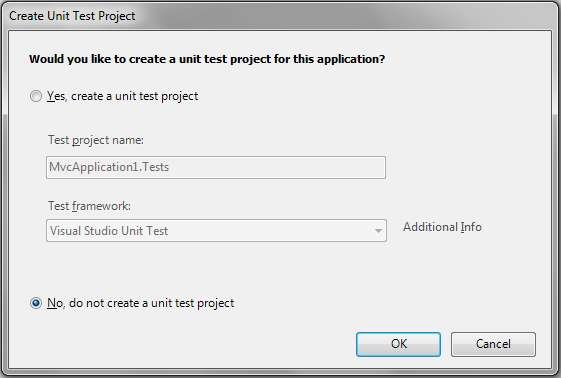 Create Unit Test Project
Would you like to create a unit test project for this application?
Yes, create a unit test project
Test project name:
MvcApplication1.Tests
Test framework:
Visual Studio Unit Test
Additional Info
No, do not create a unit test project
OK
Cancel